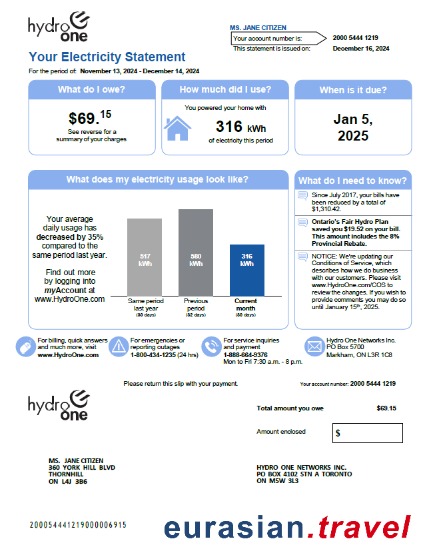 hydro
one
MS. JANE CITIZEN
Your account number is: 2000 5444 1219
This statement is issued on: December 16, 2024
Your Electricity Statement
For the period of: November 13, 2024 - December 14, 2024
What do I owe?
$69.15
See reverse for a
summary of your charges
How much did I use?
You powered your home with
316 kWh
of electricity this period
When is it due?
Jan 5,
2025
What does my electricity usage look like?
Your average
daily usage has
decreased by 35%
compared to the
same period last year.
Find out more
by logging into
myAccount at
www.HydroOne.com
517
kWh
580
kWh
316
kWh
Same period
last year
Previous
period
Current
month
What do I need to know?
Since July 2017, your bills have
been reduced by a total of
$1,310.42.
Ontario's Fair Hydro Plan
saved you $19.52 on your bill.
This amount includes the 8%
Provincial Rebate.
NOTICE: We're updating our
Conditions of Service, which
describes how we do business
with our customers. Please visit
www.HydroOne.com/COS to
review the changes. If you wish to
provide comments you may do so
until January 15th, 2025.
For billing, quick answers
and much more, visit
www.HydroOne.com
For emergencies or
reporting outages
1-800-434-1235 (24 hrs)
For service inquiries
and payment
1-888-664-9376
Mon to Fri 7:30 a.m. - 8 p.m.
Hydro One Networks Inc.
PO Box 5700
Markham, ON L3R 1C8
Please return this slip with your payment.
Your account number: 2000 5444 1219
hydro
one
Total amount you owe $69.15
Amount enclosed $
MS. JANE CITIZEN
360 YORK HILL BLVD
THORNHILL
ON L4J 3B6
HYDRO ONE NETWORKS INC.
PO BOX 4102 STN A TORONTO
ON M5W 3L3
200054441219000006915
eurasian.travel